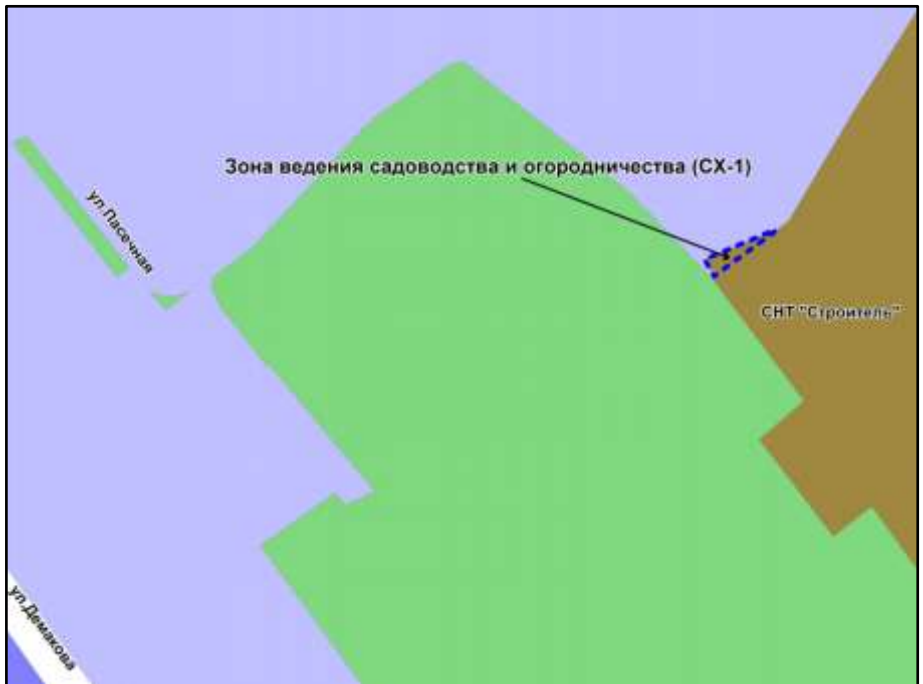 Зона ведения садоводства и огородничества (СХ-1)
ул.Пасечная
СНТ "Строитель"
ул.Демакова